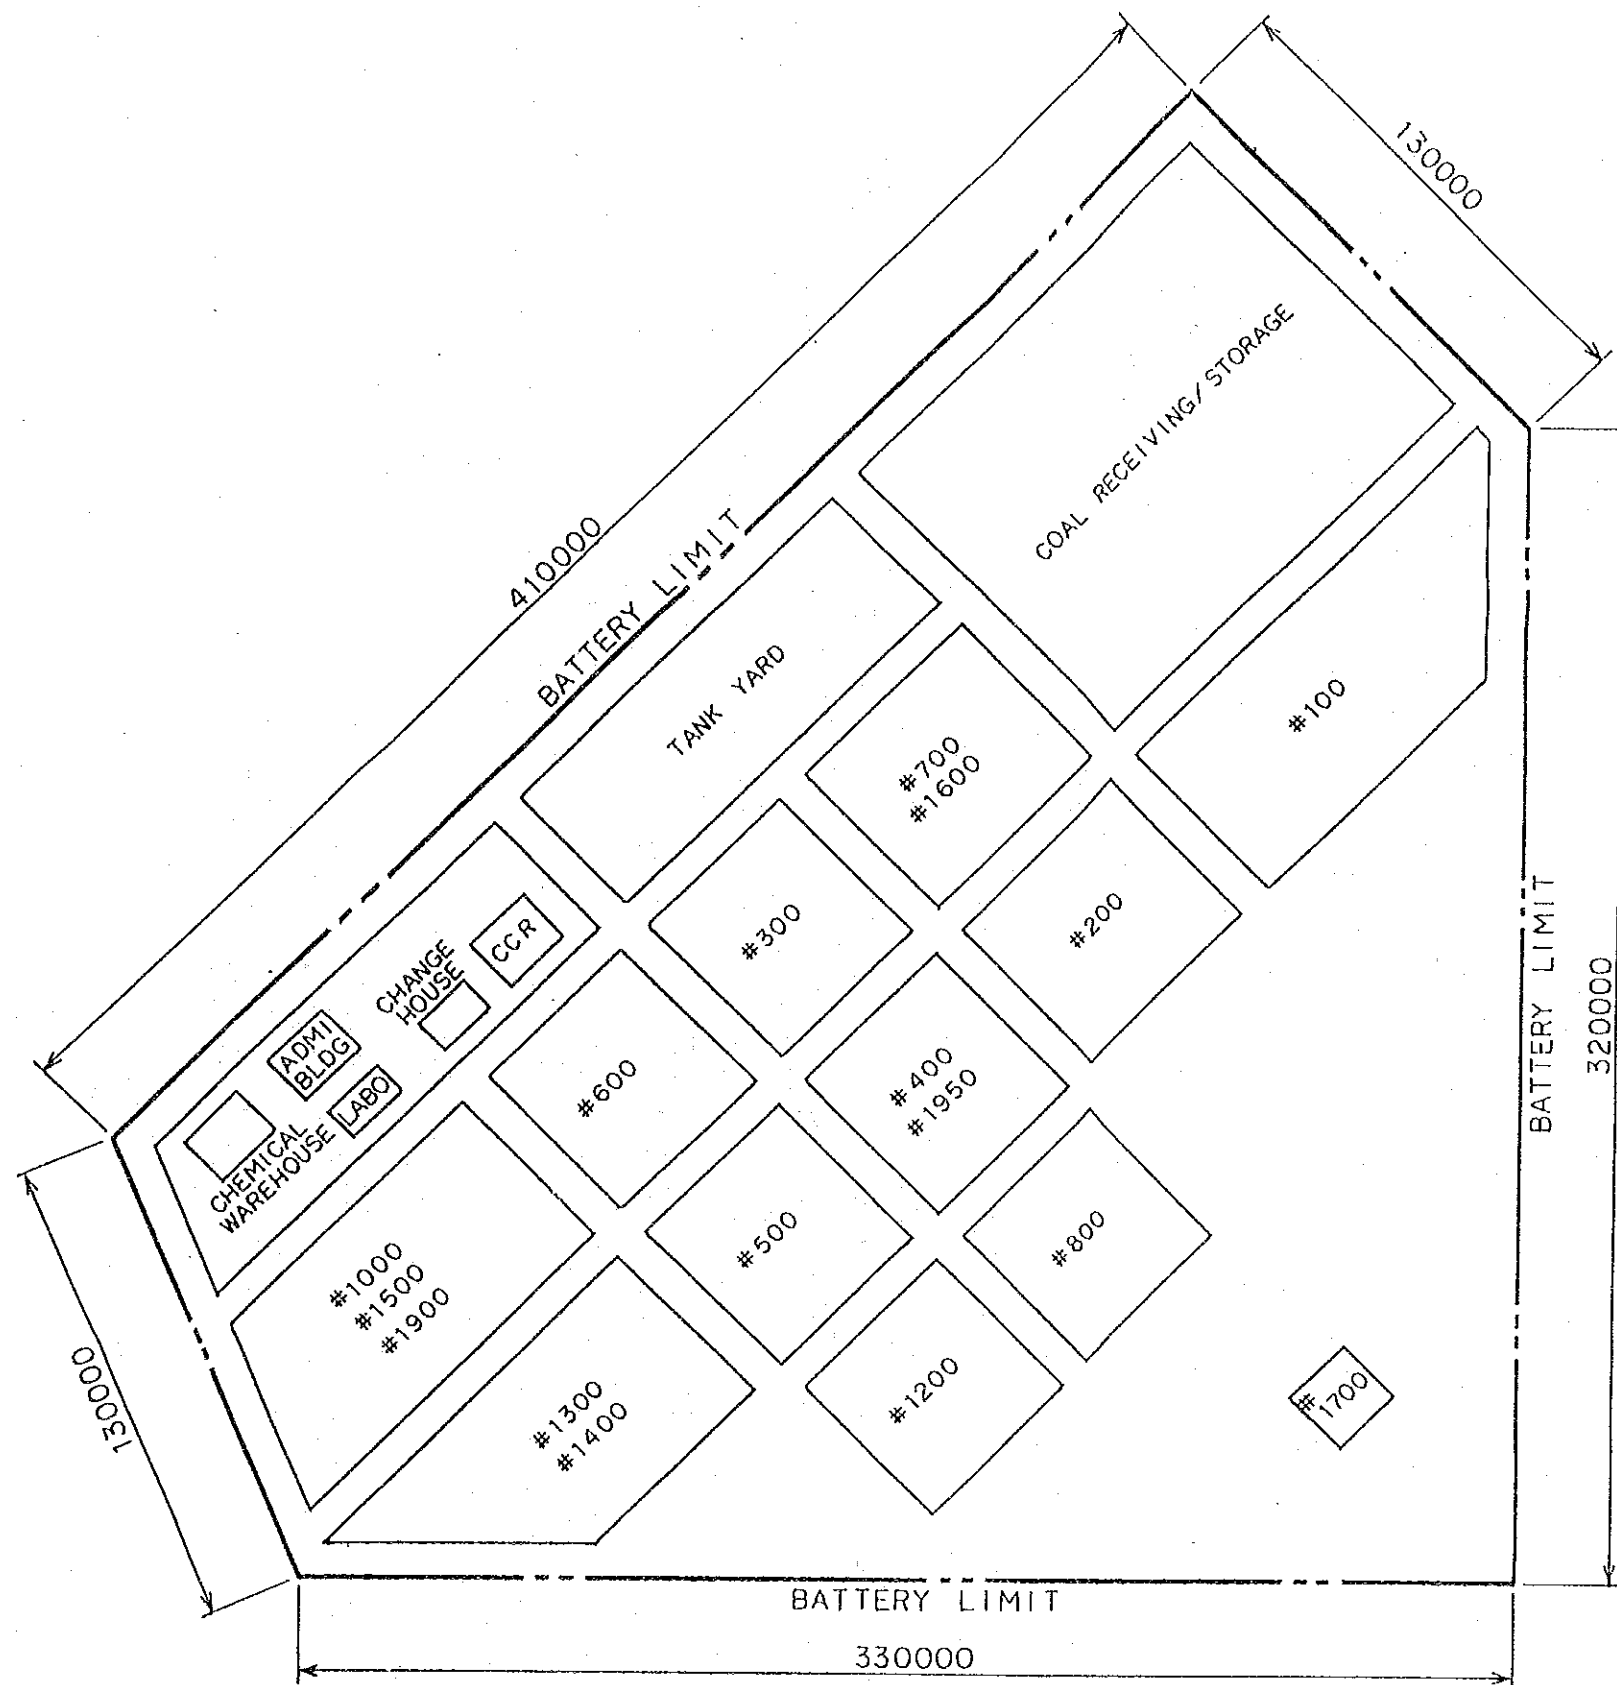 130000
410000
BATTERY LIMIT
COAL RECEIVING/STORAGE
TANK YARD
#100
#700
#1600
#300
#200
CCR
CHANGE
HOUSE
ADMI
BLDG
LABO
CHEMICAL
WAREHOUSE
#600
#400
#1950
BATTERY LIMIT
320000
#500
#800
#1000
#1500
#1900
130000
#1300
#1400
#1200
#1700
BATTERY LIMIT
330000